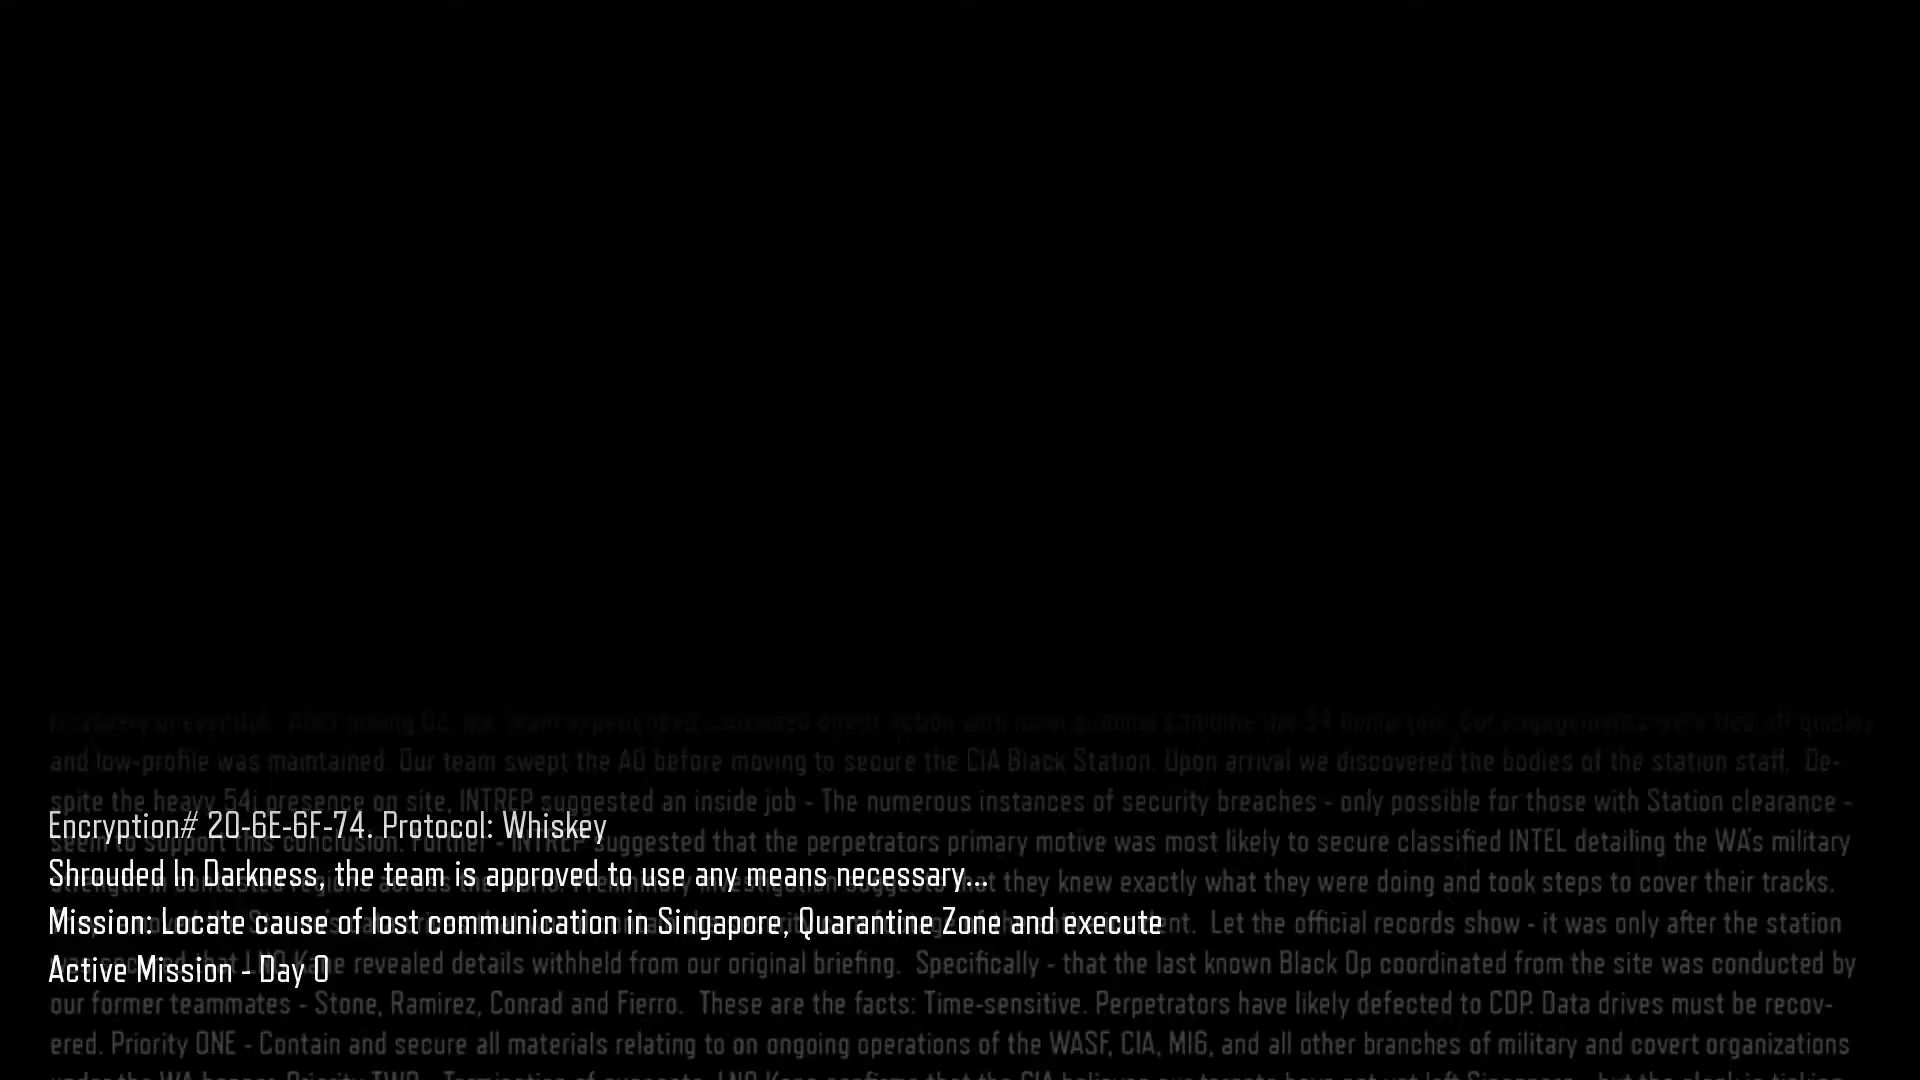 and low-profile was maintained. Our team swept the AO before moving to secure the CIA Black Station. Upon arrival we discovered the bodies of the station staff. De-
spite the heavy 54i presence on site, INTREP suggested an inside job - The numerous instances of security breaches - only possible for those with Station clearance -
Encryption# 20-6E-6F-74. Protocol: Whiskey
seem to support this conclusion. Further - INTREP suggested that the perpetrators primary motive was most likely to secure classified INTEL detailing the WA's military
Shrouded In Darkness, the team is approved to use any means necessary...
they knew exactly what they were doing and took steps to cover their tracks.
Mission: Locate cause of lost communication in Singapore, Quarantine Zone and execute
Let the official records show - it was only after the station
Active Mission - Day 0
revealed details withheld from our original briefing. Specifically - that the last known Black Op coordinated from the site was conducted by
our former teammates - Stone, Ramirez, Conrad and Fierro. These are the facts: Time-sensitive. Perpetrators have likely defected to CDP. Data drives must be recov-
ered. Priority ONE - Contain and secure all materials relating to on ongoing operations of the WASF, CIA, MI6, and all other branches of military and covert organizations